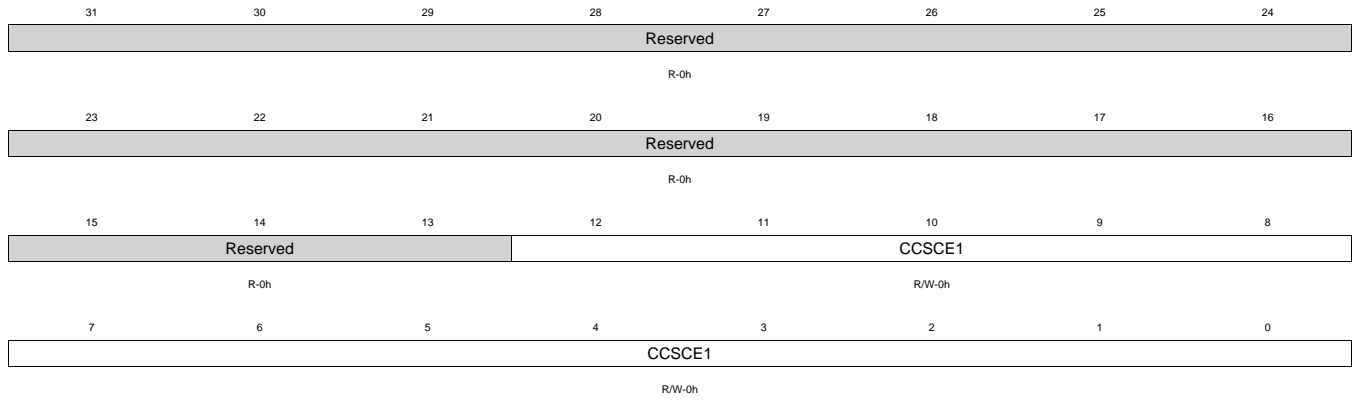 31 30 29 28 27 26 25 24
Reserved
R-0h
23 22 21 20 19 18 17 16
Reserved
R-0h
15 14 13 12 11 10 9 8
Reserved CCSCE1
R-0h R/W-0h
7 6 5 4 3 2 1 0
CCSCE1
R/W-0h